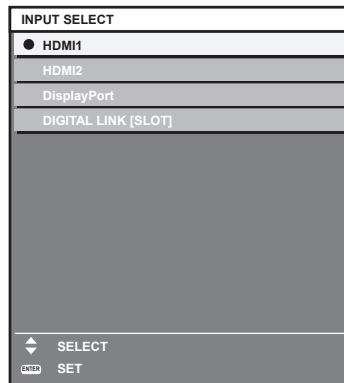 INPUT SELECT
HDMI1
HDMI2
DisplayPort
DIGITAL LINK [SLOT]
SELECT
ENTER SET